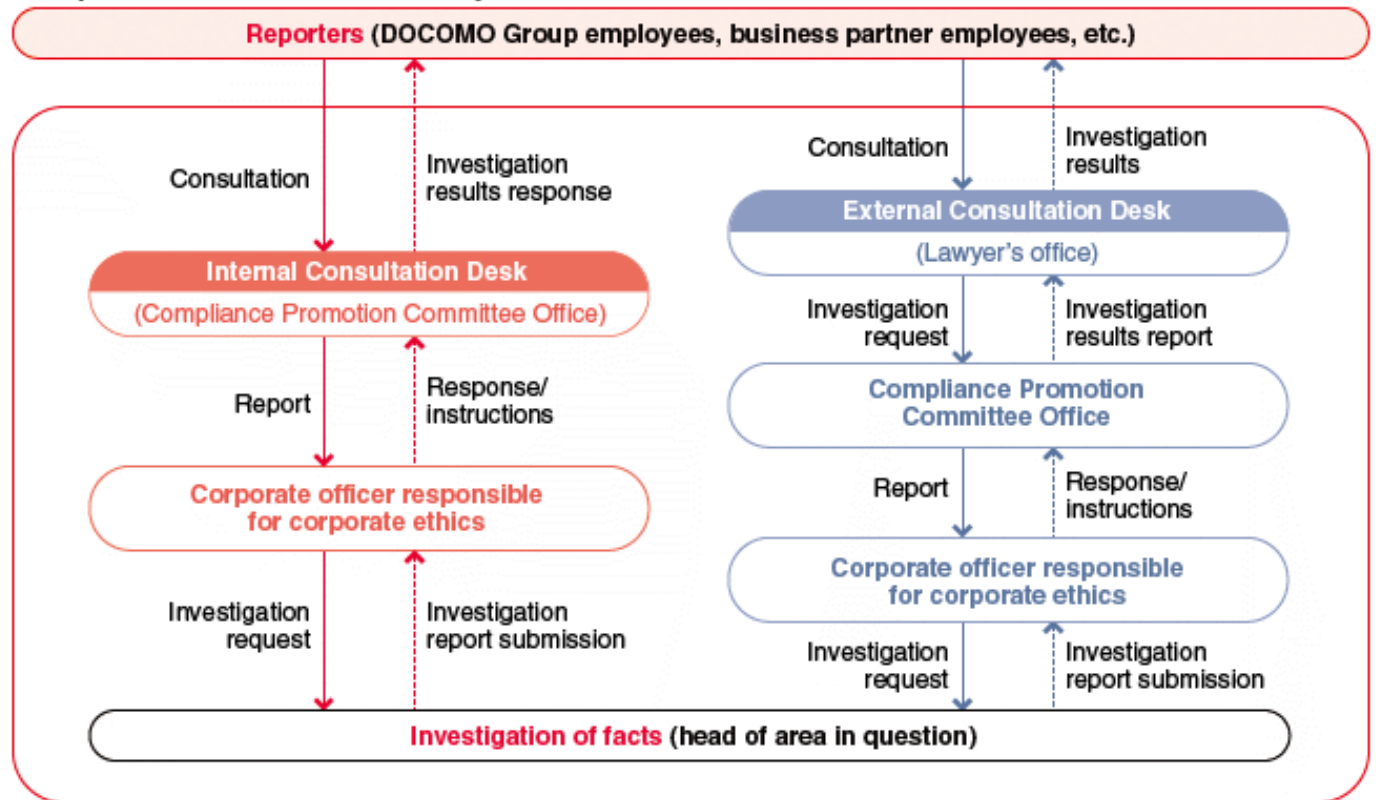 Reporters (DOCOMO Group employees, business partner employees, etc.)
Consultation
Investigation
results response
Internal Consultation Desk
(Compliance Promotion Committee Office)
Report
Response/
instructions
Corporate officer responsible
for corporate ethics
Investigation
request
Investigation
report submission
Consultation
Investigation
results
External Consultation Desk
(Lawyer's office)
Investigation
request
Investigation
results report
Compliance Promotion
Committee Office
Report
Response/
instructions
Corporate officer responsible
for corporate ethics
Investigation
request
Investigation
report submission
Investigation of facts (head of area in question)